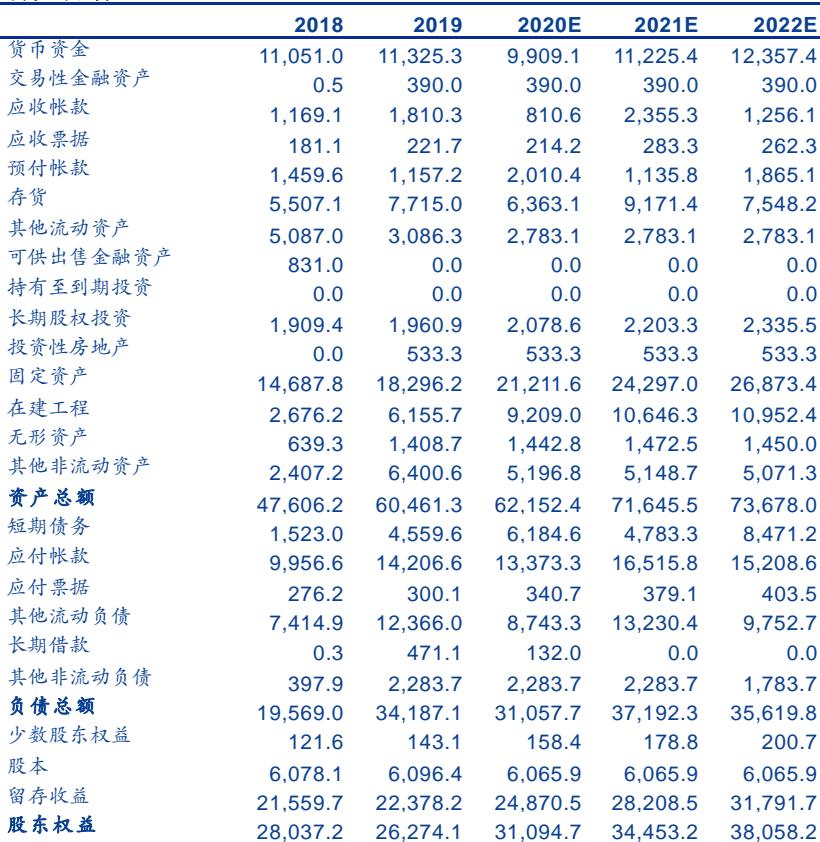 2018 2019 2020E 2021E 2022E
货币资金 11,051.0 11,325.3 9,909.1 11,225.4 12,357.4
交易性金融资产 0.5 390.0 390.0 390.0 390.0
应收帐款 1,169.1 1,810.3 810.6 2,355.3 1,256.1
应收票据 181.1 221.7 214.2 283.3 262.3
预付帐款 1,459.6 1,157.2 2,010.4 1,135.8 1,865.1
存货 5,507.1 7,715.0 6,363.1 9,171.4 7,548.2
其他流动资产 5,087.0 3,086.3 2,783.1 2,783.1 2,783.1
可供出售金融资产 831.0 0.0 0.0 0.0 0.0
持有至到期投资 0.0 0.0 0.0 0.0 0.0
长期股权投资 1,909.4 1,960.9 2,078.6 2,203.3 2,335.5
投资性房地产 0.0 533.3 533.3 533.3 533.3
固定资产 14,687.8 18,296.2 21,211.6 24,297.0 26,873.4
在建工程 2,676.2 6,155.7 9,209.0 10,646.3 10,952.4
无形资产 639.3 1,408.7 1,442.8 1,472.5 1,450.0
其他非流动资产 2,407.2 6,400.6 5,196.8 5,148.7 5,071.3
资产总额 47,606.2 60,461.3 62,152.4 71,645.5 73,678.0
短期债务 1,523.0 4,559.6 6,184.6 4,783.3 8,471.2
应付帐款 9,956.6 14,206.6 13,373.3 16,515.8 15,208.6
应付票据 276.2 300.1 340.7 379.1 403.5
其他流动负债 7,414.9 12,366.0 8,743.3 13,230.4 9,752.7
长期借款 0.3 471.1 132.0 0.0 0.0
其他非流动负债 397.9 2,283.7 2,283.7 2,283.7 1,783.7
负债总额 19,569.0 34,187.1 31,057.7 37,192.3 35,619.8
少数股东权益 121.6 143.1 158.4 178.8 200.7
股本 6,078.1 6,096.4 6,065.9 6,065.9 6,065.9
留存收益 21,559.7 22,378.2 24,870.5 28,208.5 31,791.7
股东权益 28,037.2 26,274.1 31,094.7 34,453.2 38,058.2